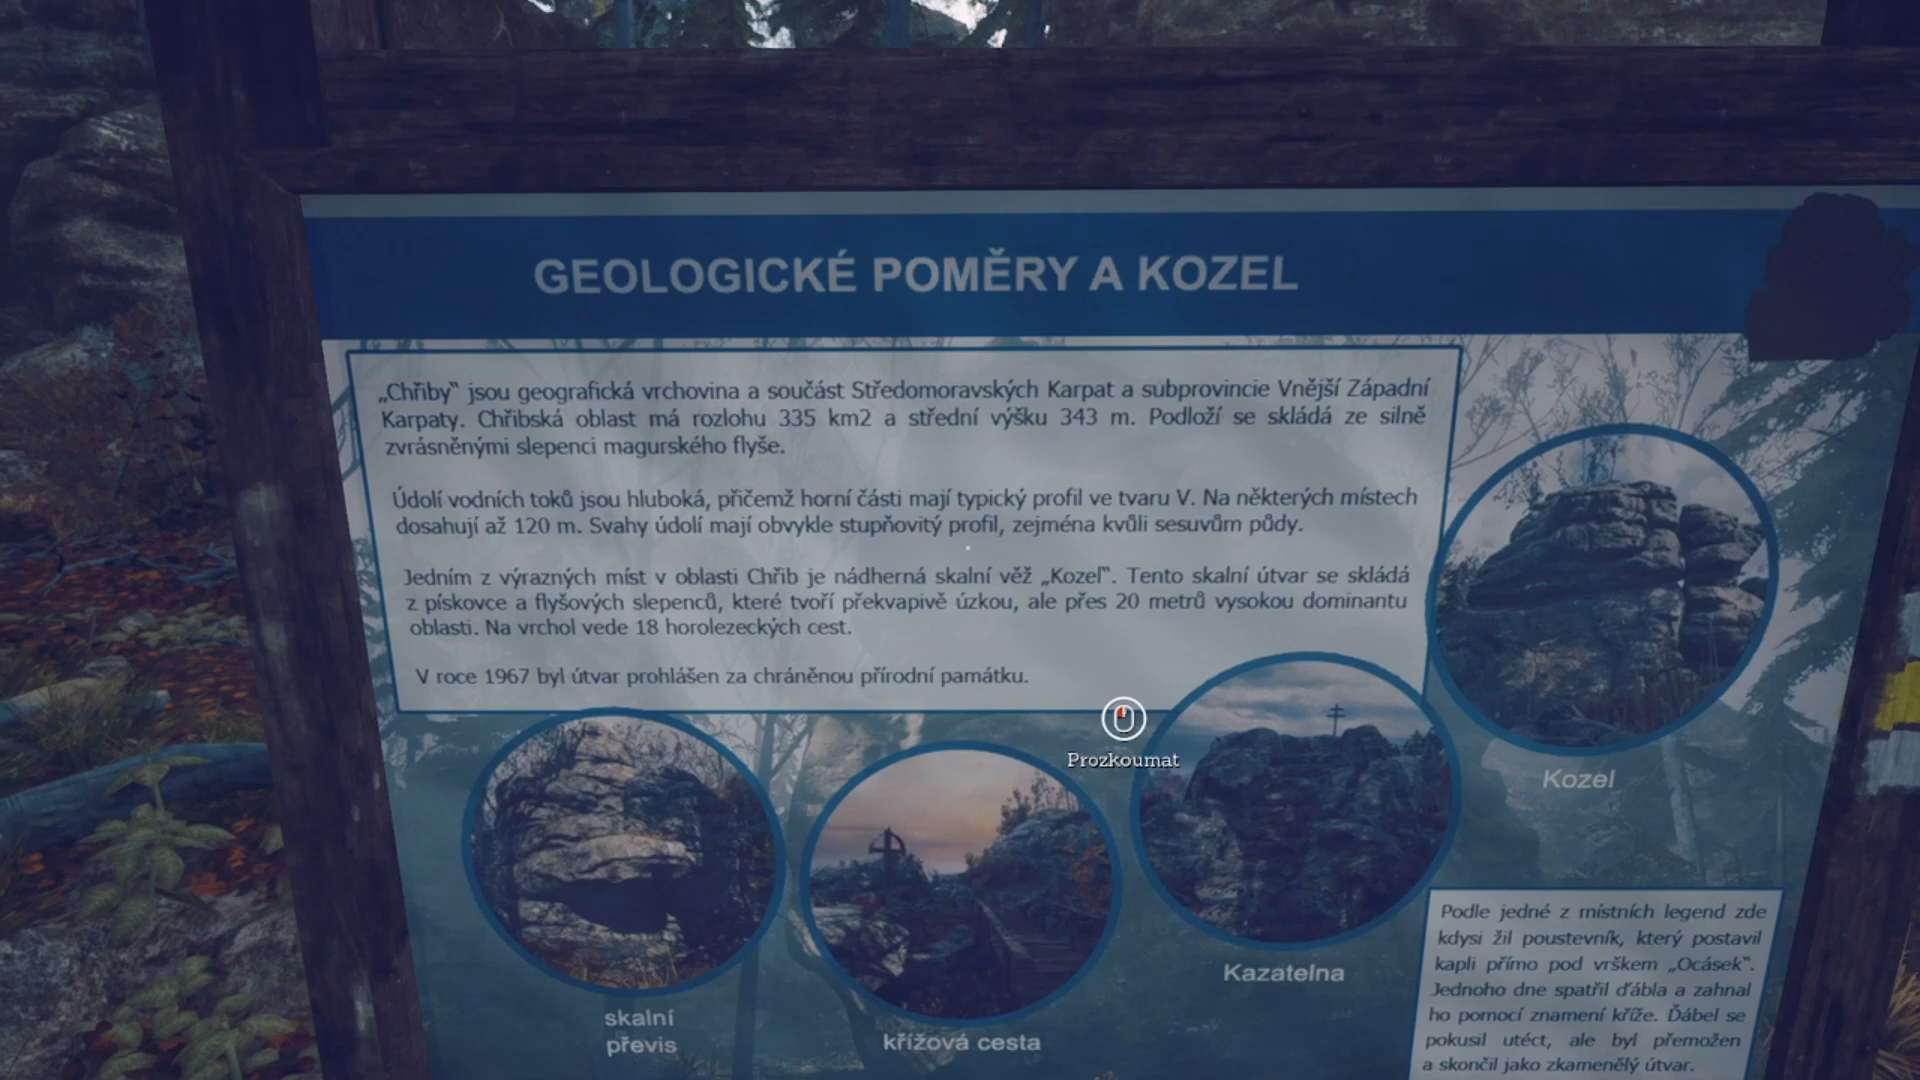 GEOLOGICKÉ POMĚRY A KOZEL
„Chřiby“ jsou geografická vrchovina a součást Středomoravských Karpat a subprovincie Vnější Západní
Karpaty. Chřibská oblast má rozlohu 335 km2 a střední výšku 343 m. Podloží se skládá ze silně
zvrásněnými slepenci magurského flyše.
Údolí vodních toků jsou hluboká, přičemž horní části mají typický profil ve tvaru V. Na některých místech
dosahují až 120 m. Svahy údolí mají obvykle stupňovitý profil, zejména kvůli sesuvům půdy.
Jedním z výrazných míst v oblasti Chřib je nádherná skalní věž „Kozel“. Tento skalní útvar se skládá
z pískovce a flyšových slepenců, které tvoří překvapivě úzkou, ale přes 20 metrů vysokou dominantu
oblasti. Na vrchol vede 18 horolezeckých cest.
V roce 1967 byl útvar prohlášen za chráněnou přírodní památku.
Prozkoumat
Kozel
Kazatelna
skalní
převis
křížová cesta
Podle jedné z místních legend zde
kdysi žil poustevník, který postavil
kapli přímo pod vrškem „Ocásek“.
Jednoho dne spatřil ďábla a zahnal
ho pomocí znamení kříže. Ďábel se
pokusil utéct, ale byl přemožen
a skončil jako zkamenělý útvar.